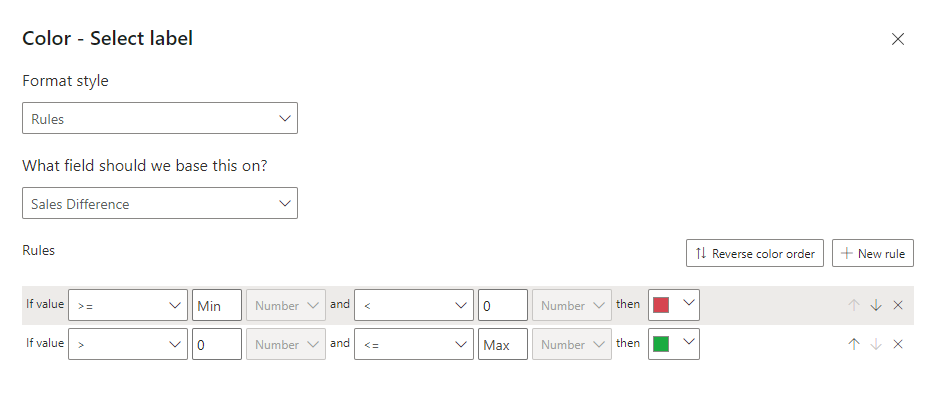 Color - Select label
Format style
Rules
What field should we base this on?
Sales Difference
Rules
Reverse color order
New rule
If value >= Min Number and < 0 Number then
If value > 0 Number and <= Max Number then